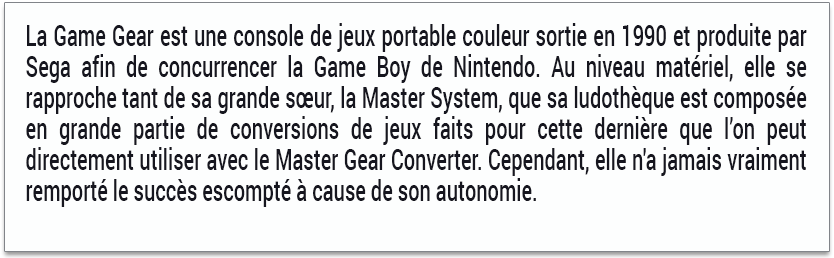 La Game Gear est une console de jeux portable couleur sortie en 1990 et produite par
Sega afin de concurrencer la Game Boy de Nintendo. Au niveau matériel, elle se
rapproche tant de sa grande sœur, la Master System, que sa ludothèque est composée
en grande partie de conversions de jeux faits pour cette dernière que l’on peut
directement utiliser avec le Master Gear Converter. Cependant, elle n'a jamais vraiment
remporté le succès escompté à cause de son autonomie.